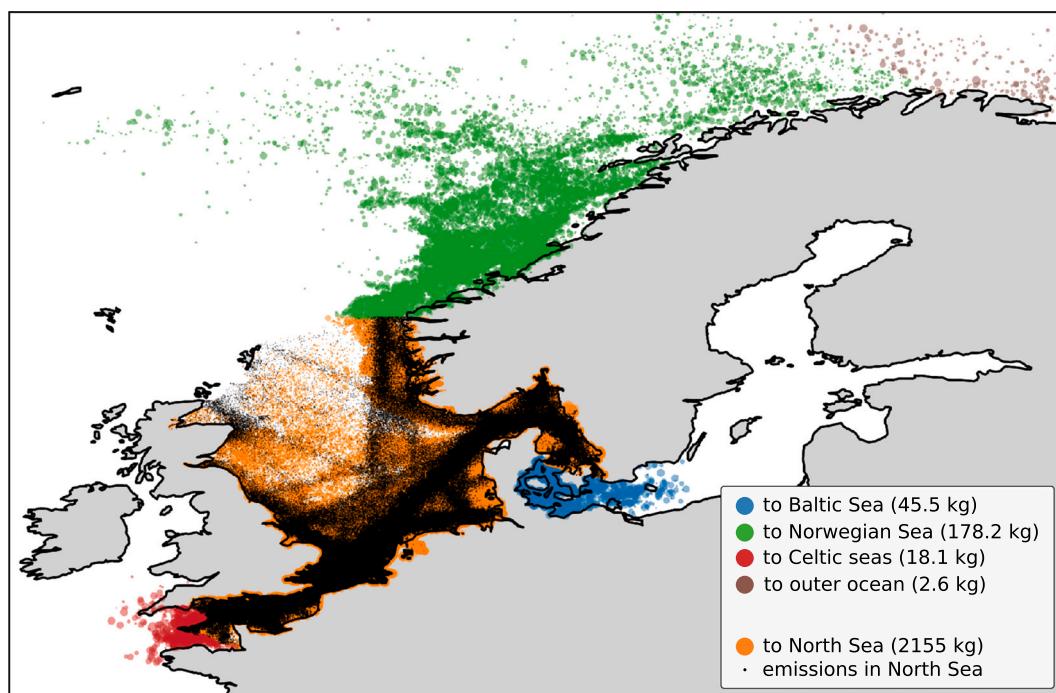 to Baltic Sea (45.5 kg)
to Norwegian Sea (178.2 kg)
to Celtic seas (18.1 kg)
to outer ocean (2.6 kg)
to North Sea (2155 kg)
emissions in North Sea